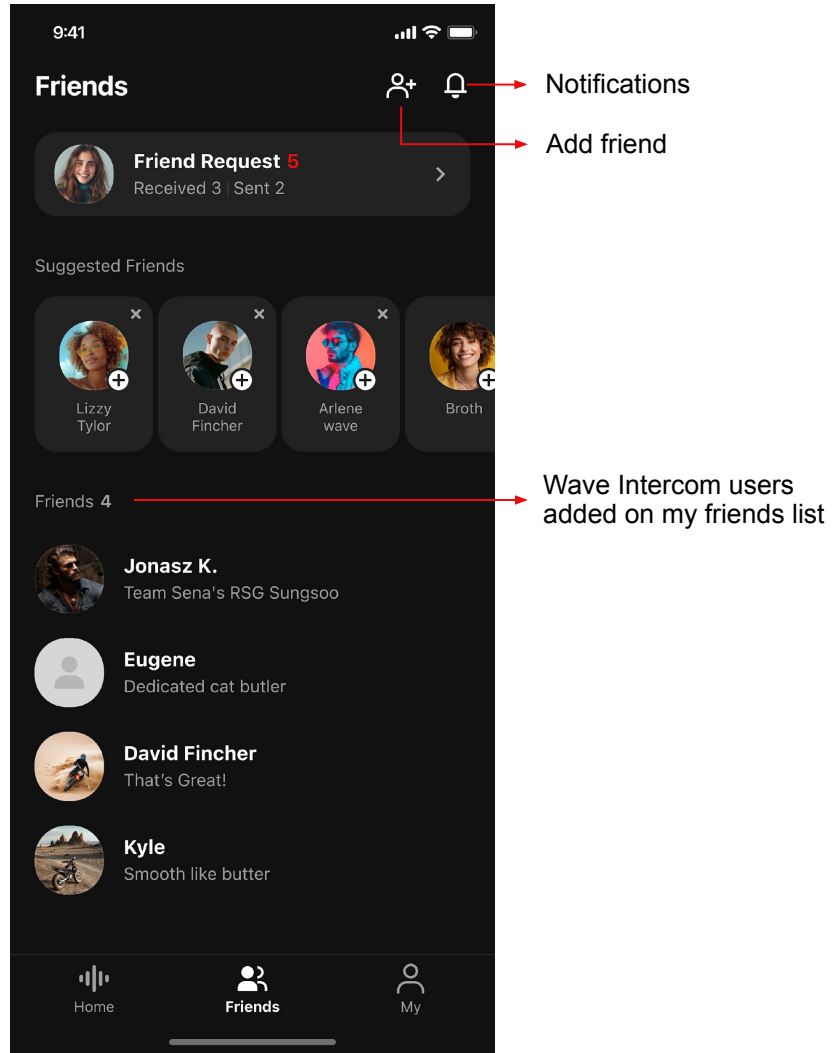 9:41
Friends
Notifications
Add friend
Friend Request 5
Received 3 | Sent 2
Suggested Friends
Lizzy
Tylor
David
Fincher
Arlene
wave
Broth
Friends 4
Wave Intercom users
added on my friends list
Jonasz K.
Team Sena's RSG Sungsoo
Eugene
Dedicated cat butler
David Fincher
That's Great!
Kyle
Smooth like butter
Home
Friends
My